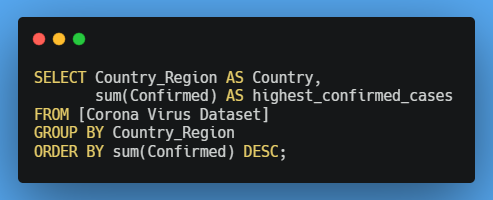 SELECT Country_Region AS Country,
       sum(Confirmed) AS highest_confirmed_cases
FROM [Corona Virus Dataset]
GROUP BY Country_Region
ORDER BY sum(Confirmed) DESC;